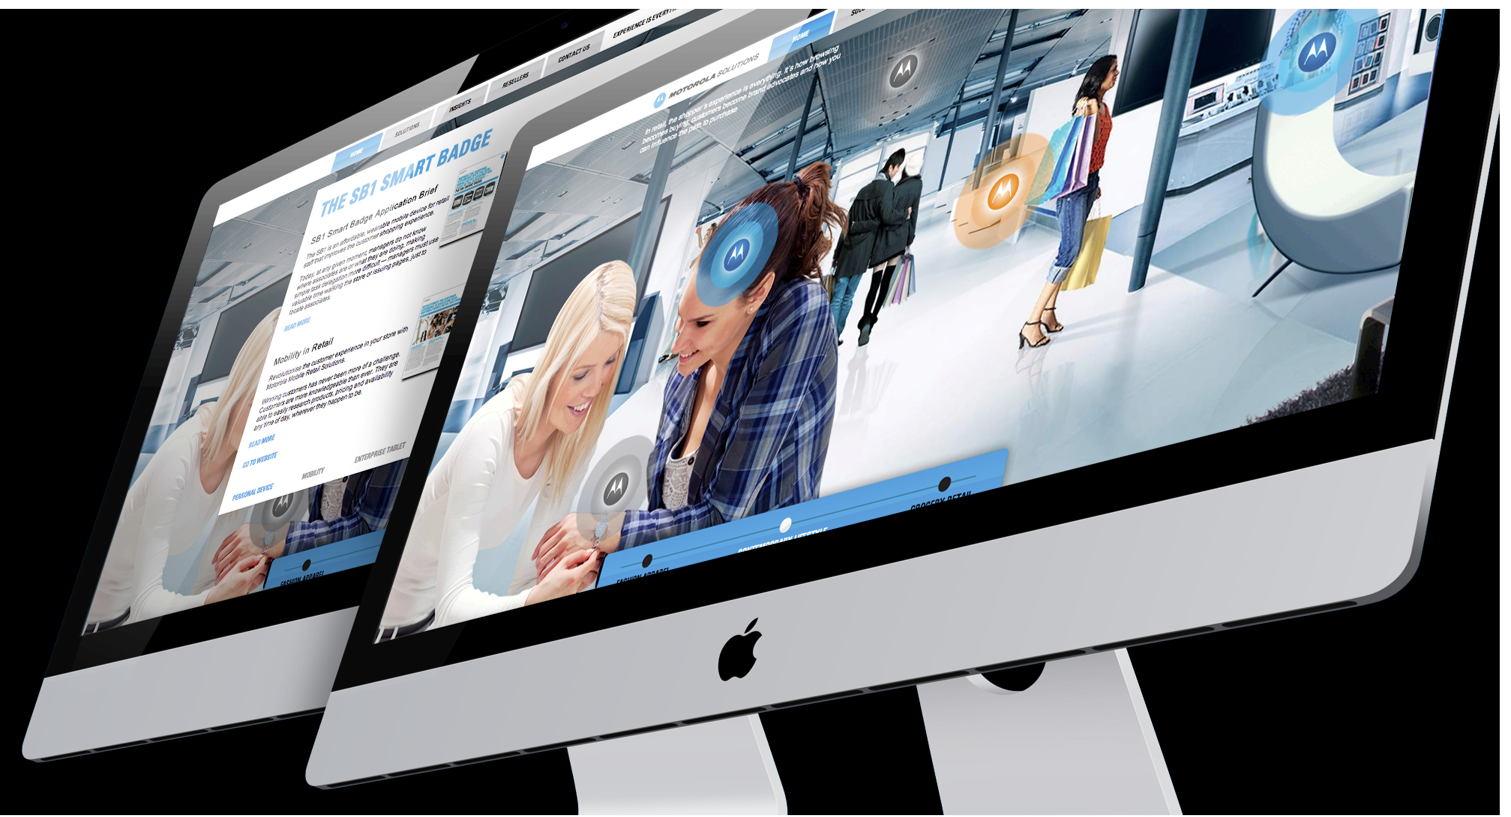 HOME
SOLUTIONS
INSIGHTS
RESELLERS
CONTACT US
THE SB1 SMART BADGE
SB1 Smart Badge Application Brief
The SB1 is an affordable, wearable mobile device for retail
staff that improves the customer shopping experience.
Today, at any given moment, managers do not know
where associates are or what they are doing, making
simple task delegation more difficult — managers must use
valuable time walking the store or issuing pages, just to
locate associates.
READ MORE
Mobility in Retail
Revolutionise the customer experience in your store with
Motorola Mobile Retail Solutions.
Winning customers has never been more of a challenge.
Customers are more knowledgeable than ever. They are
able to easily research products, pricing and availability
any time of day, wherever they happen to be.
READ MORE
GO TO WEBSITE
PERSONAL DEVICE
MOBILITY
ENTERPRISE TABLET
FASHION APPAREL
EXPERIENCE IS EVERYTHING
MOTOROLA SOLUTIONS
HOME
In retail, the shopper's experience is everything. It's how browsing
becomes buying, customers become brand advocates and how you
can influence the path to purchase.
FASHION APPAREL
CONTEMPORARY LIFESTYLE
GROCERY RETAIL